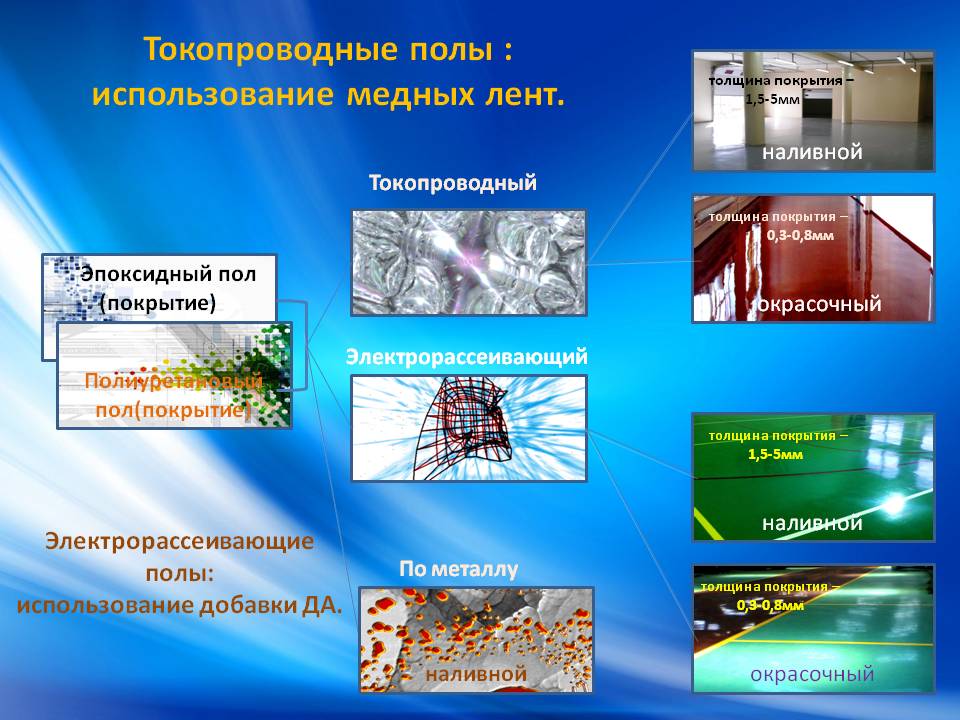 Токопроводные полы :
использование медных лент.
толщина покрытия –
1,5-5мм
наливной
Токопроводный
толщина покрытия –
0,3-0,8мм
окрасочный
Эпоксидный пол
(покрытие)
Полиуретановый
пол(покрытие)
Электрорассеивающий
толщина покрытия –
1,5-5мм
наливной
Электрорассеивающие
полы:
использование добавки ДА.
По металлу
наливной
толщина покрытия –
0,3-0,8мм
окрасочный